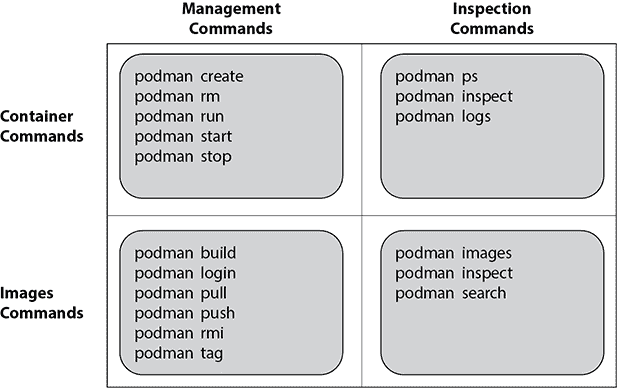 Management
Commands
Inspection
Commands
Container
Commands
podman create
podman rm
podman run
podman start
podman stop
podman ps
podman inspect
podman logs
Images
Commands
podman build
podman login
podman pull
podman push
podman rmi
podman tag
podman images
podman inspect
podman search